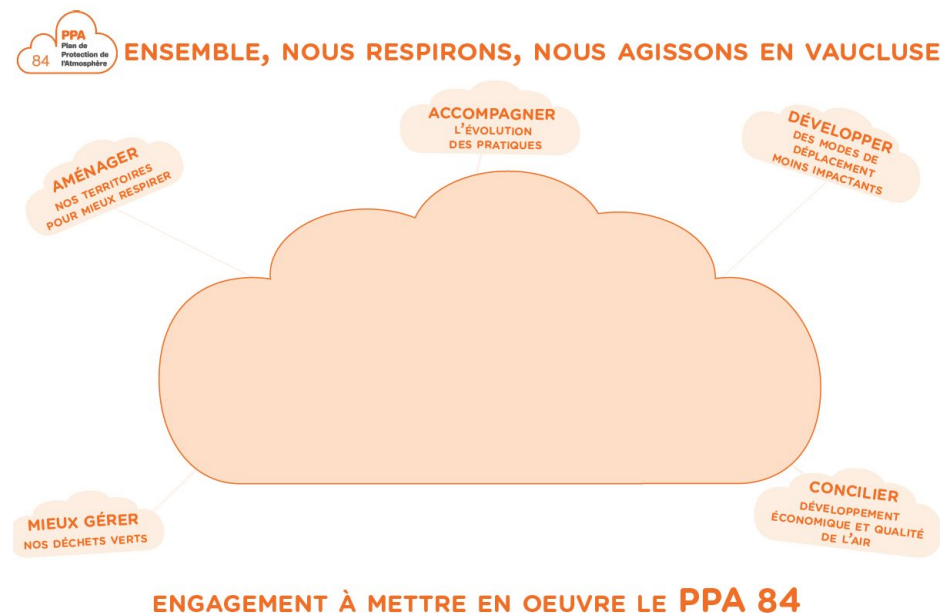 PPA
Plan de
Protection de
l'Atmosphère
84
ENSEMBLE, NOUS RESPIRONS, NOUS AGISSONS EN VAUCLUSE
ACCOMPAGNER
L'ÉVOLUTION
DES PRATIQUES
DÉVELOPPER
DES MODES DE
DÉPLACEMENT
MOINS IMPACTANTS
AMÉNAGER
NOS TERRITOIRES
POUR MIEUX RESPIRER
MIEUX GÉRER
NOS DÉCHETS VERTS
CONCILIER
DÉVELOPPEMENT
ÉCONOMIQUE ET QUALITÉ
DE L'AIR
ENGAGEMENT À METTRE EN OEUVRE LE PPA 84